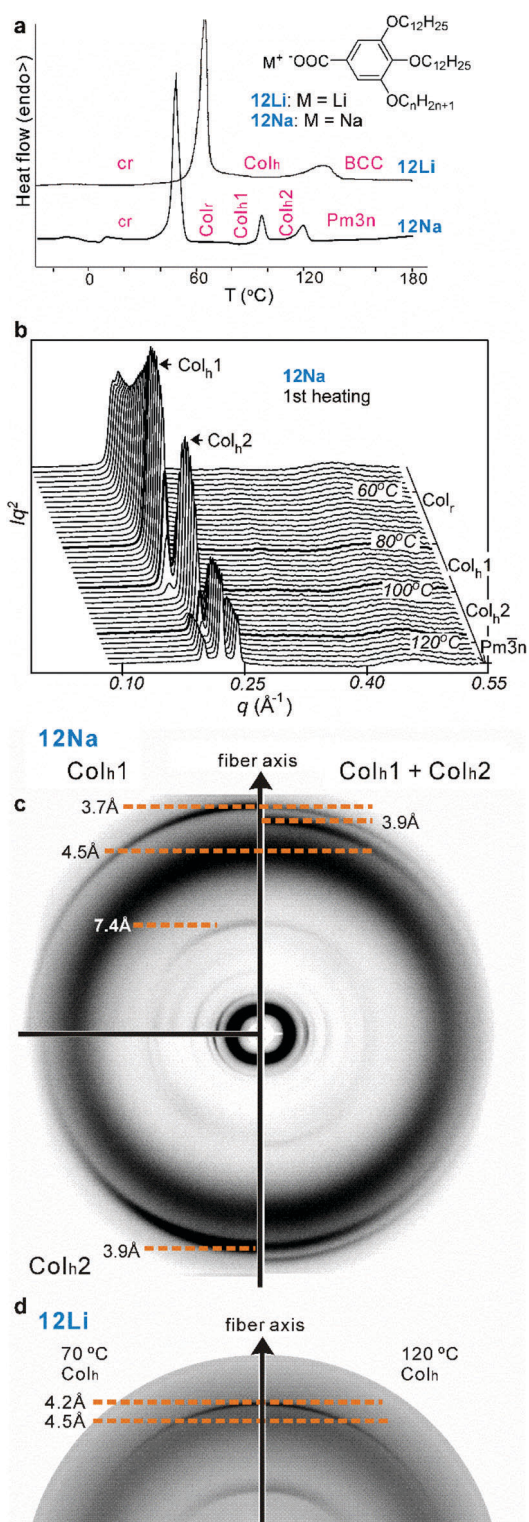 a
OC12H25
M+ -OOC
OC12H25
12Li: M = Li
OCnH2n+1
12Na: M = Na
Heat flow (endo>)
cr
Colh
BCC
12Li
cr
Colr
Colh1
Colh2
Pm3n
12Na
0
60
120
180
T (°C)
b
Colh1
12Na
1st heating
Colh2
Iq2
60°C
Colr
80°C
Colh1
100°C
Colh2
120°C
Pm3̄n
0.10
0.25
0.40
0.55
q (Å-1)
12Na
Colh1
fiber axis
Colh1 + Colh2
c
3.7Å
3.9Å
4.5Å
7.4Å
3.9Å
Colh2
d
12Li
fiber axis
70 °C
Colh
120 °C
Colh
4.2Å
4.5Å